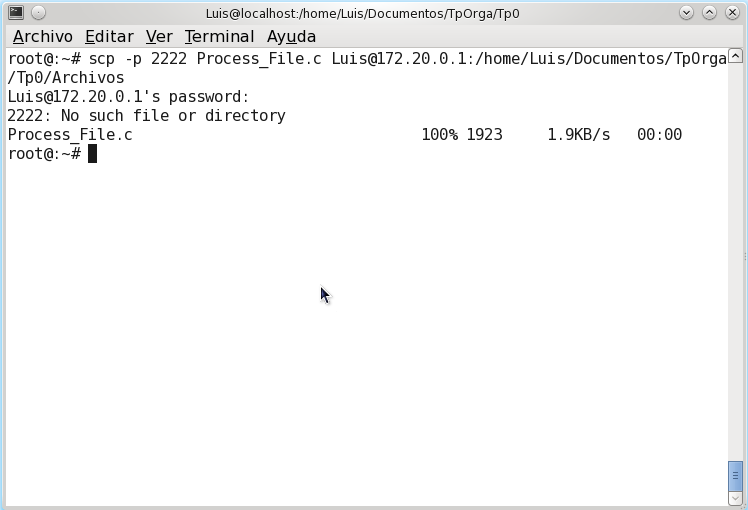 Luis@localhost:/home/Luis/Documentos/TpOrga/Tp0
Archivo Editar Ver Terminal Ayuda
root@:~# scp -p 2222 Process_File.c Luis@172.20.0.1:/home/Luis/Documentos/TpOrga
/Tp0/Archivos
Luis@172.20.0.1's password:
2222: No such file or directory
Process_File.c 100% 1923 1.9KB/s 00:00
root@:~#